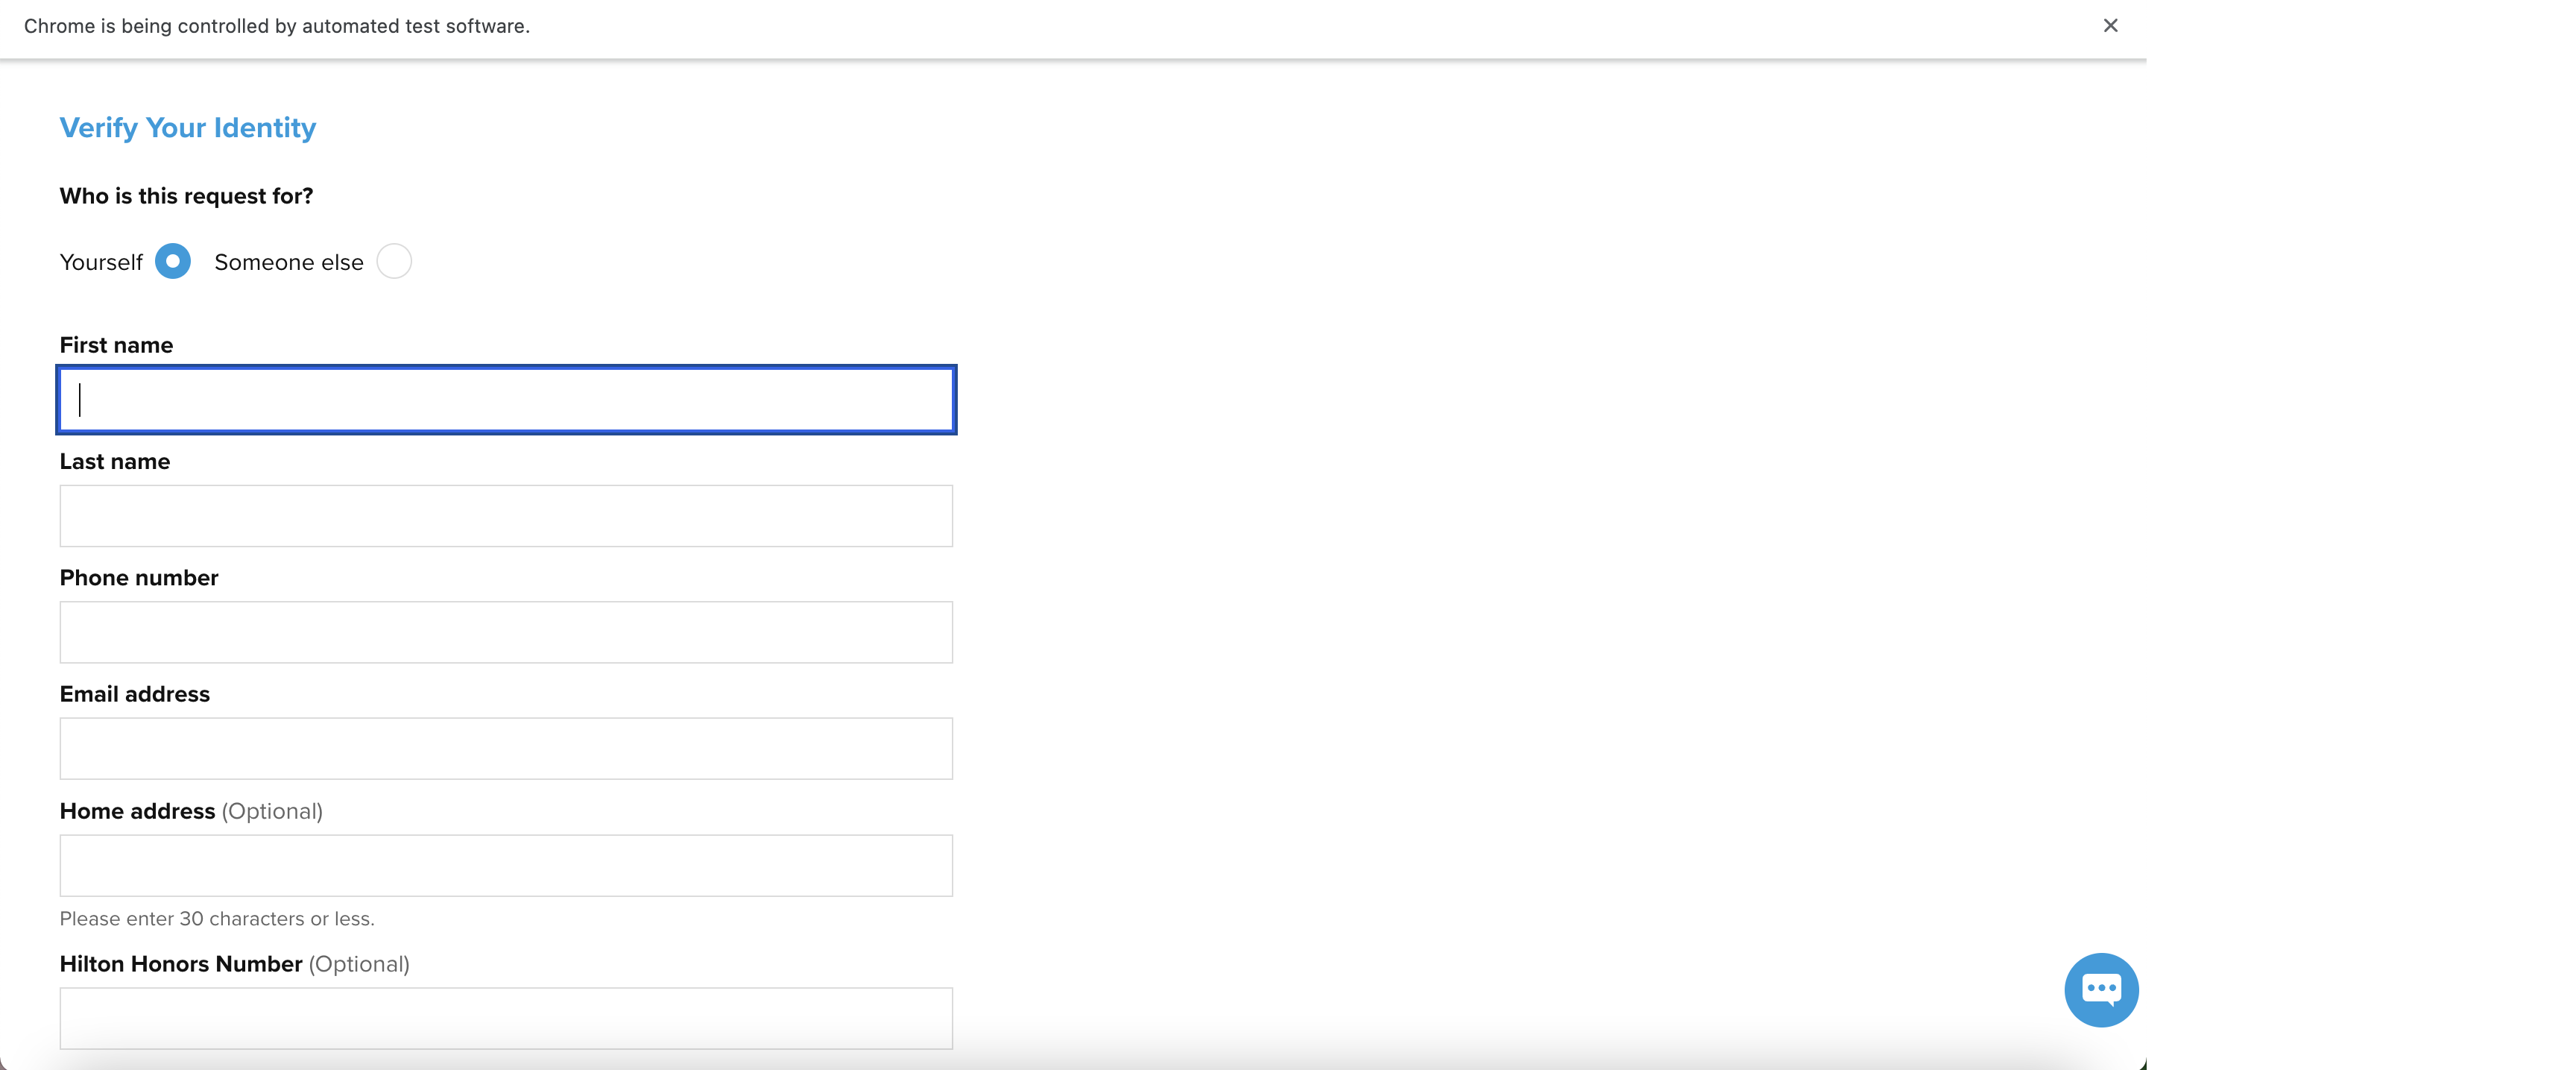 Chrome is being controlled by automated test software.
Verify Your Identity
Who is this request for?
Yourself Someone else
First name
Last name
Phone number
Email address
Home address (Optional)
Please enter 30 characters or less.
Hilton Honors Number (Optional)